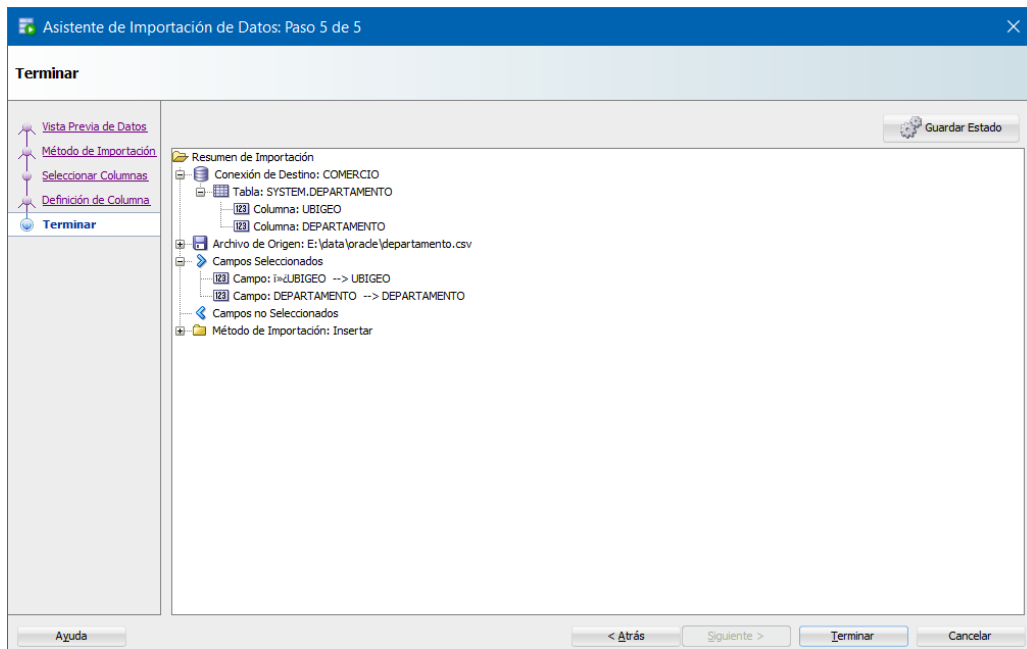 Asistente de Importación de Datos: Paso 5 de 5
Terminar
Vista Previa de Datos
Método de Importación
Seleccionar Columnas
Definición de Columna
Terminar
Guardar Estado
Resumen de Importación
Conexión de Destino: COMERCIO
Tabla: SYSTEM.DEPARTAMENTO
Columna: UBIGEO
Columna: DEPARTAMENTO
Archivo de Origen: E:\data\oracle\departamento.csv
Campos Seleccionados
Campo: ï»¿UBIGEO --> UBIGEO
Campo: DEPARTAMENTO --> DEPARTAMENTO
Campos no Seleccionados
Método de Importación: Insertar
Ayuda
< Atrás
Siguiente >
Terminar
Cancelar